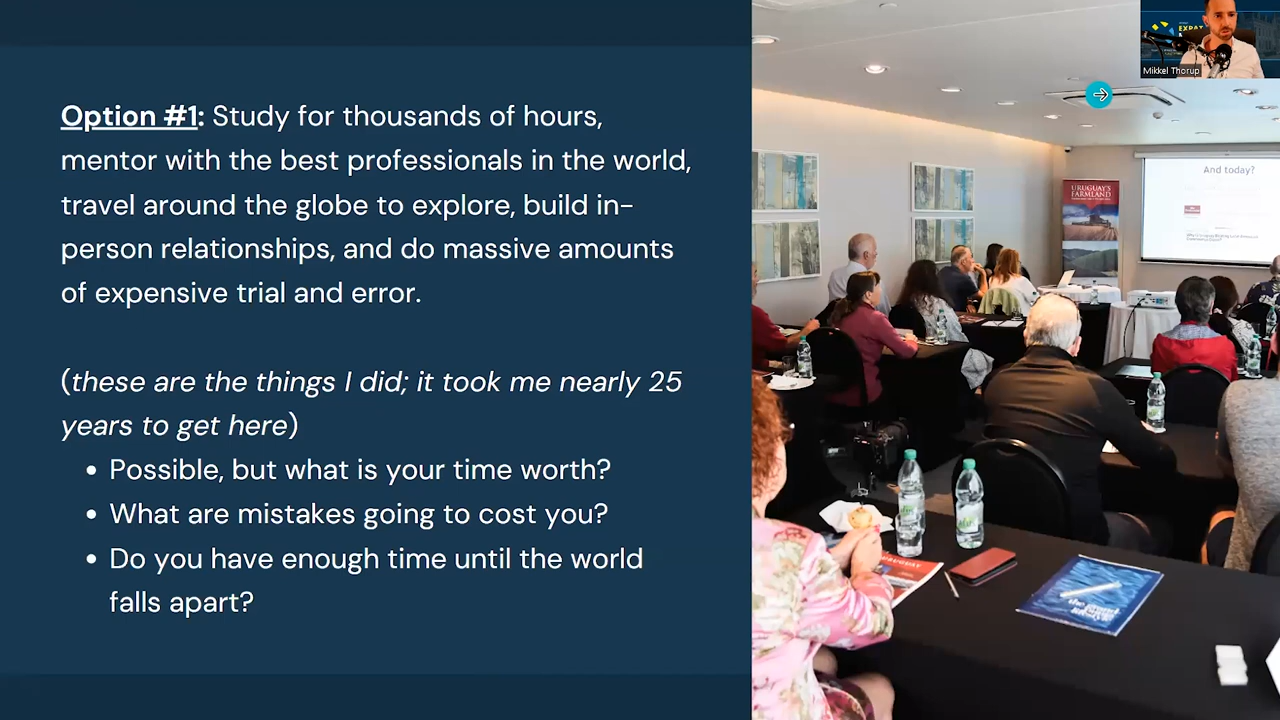 Option #1: Study for thousands of hours,
mentor with the best professionals in the world,
travel around the globe to explore, build in-
person relationships, and do massive amounts
of expensive trial and error.
(these are the things I did; it took me nearly 25
years to get here)
• Possible, but what is your time worth?
• What are mistakes going to cost you?
• Do you have enough time until the world
falls apart?
EXPAT
Mikkel Thorup
And today?
URUGUAY'S
FARMLAND